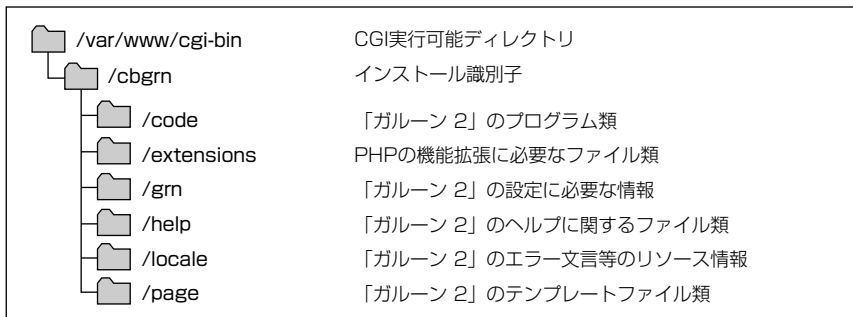 /var/www/cgi-bin CGI実行可能ディレクトリ
/cbgrn インストール識別子
/code 「ガルーン 2」のプログラム類
/extensions PHPの機能拡張に必要なファイル類
/grn 「ガルーン 2」の設定に必要な情報
/help 「ガルーン 2」のヘルプに関するファイル類
/locale 「ガルーン 2」のエラー文言等のリソース情報
/page 「ガルーン 2」のテンプレートファイル類